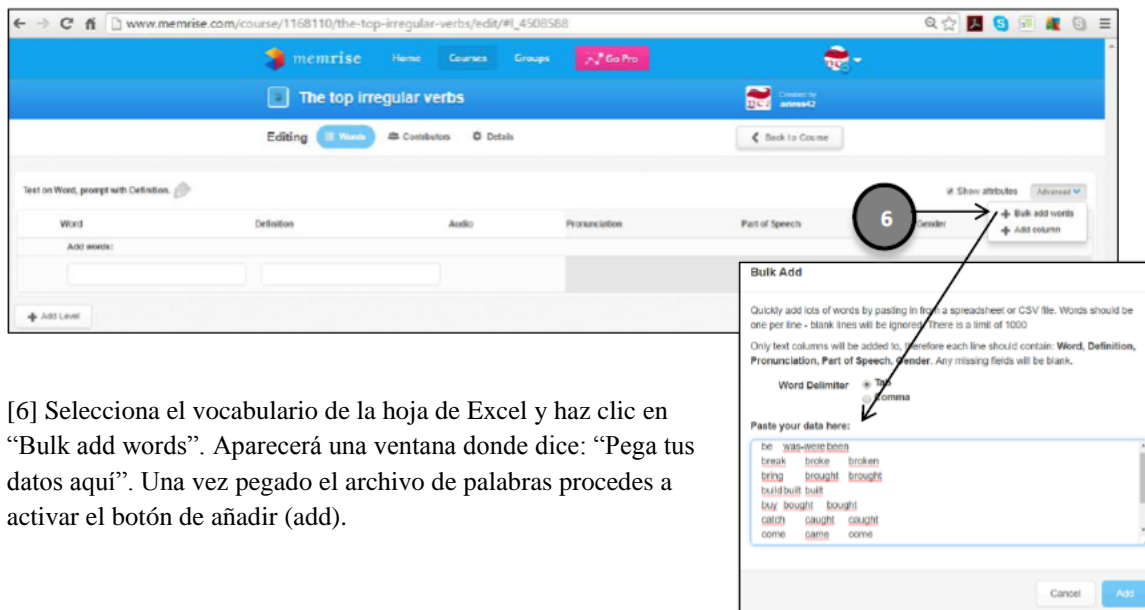 www.memrise.com/course/1168110/the-top-irregular-verbs/edit/#l_4508588
memrise Home Courses Groups Go Pro
The top irregular verbs Created by
Editing Words Contributors Details Back to Course
Test on Word, prompt with Definition. Show attributes Advanced
Word Definition Audio Pronunciation Part of Speech Gender
Add words:
+ Bulk add words
+ Add column
6
+ Add Level
Bulk Add
Quickly add lots of words by pasting in from a spreadsheet or CSV file. Words should be
one per line - blank lines will be ignored. There is a limit of 1000
Only text columns will be added to, therefore each line should contain: Word, Definition,
Pronunciation, Part of Speech, Gender. Any missing fields will be blank.
Word Delimiter Tab
Comma
Paste your data here:
be was-were been
break broke broken
bring brought brought
build built built
buy bought bought
catch caught caught
come came come
Cancel Add
[6] Selecciona el vocabulario de la hoja de Excel y haz clic en
“Bulk add words”. Aparecerá una ventana donde dice: “Pega tus
datos aquí”. Una vez pegado el archivo de palabras procedes a
activar el botón de añadir (add).